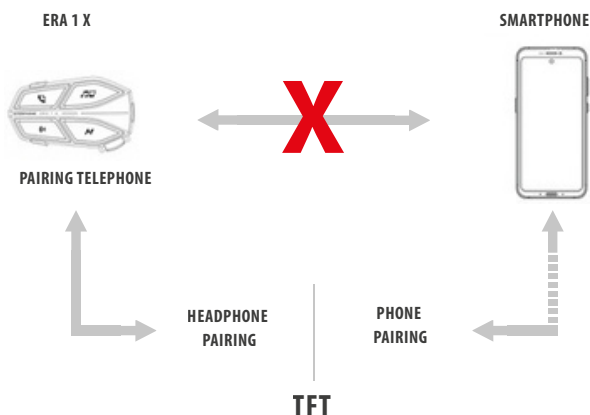 ERA 1 X
SMARTPHONE
X
PAIRING TELEPHONE
HEADPHONE
PAIRING
PHONE
PAIRING
TFT